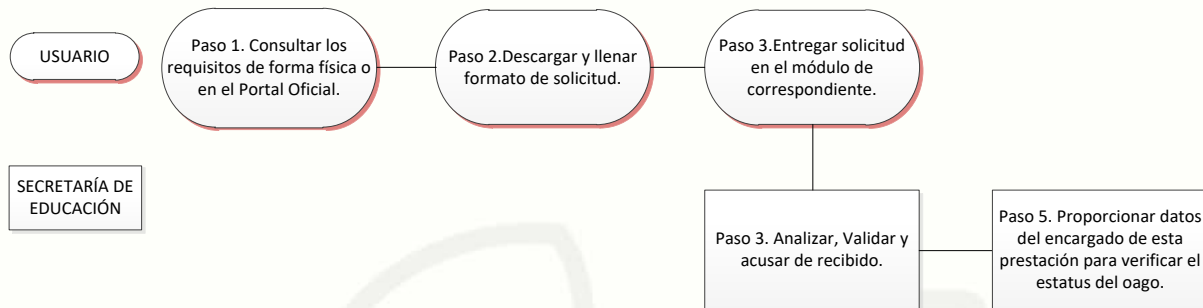 USUARIO
Paso 1. Consultar los
requisitos de forma física o
en el Portal Oficial.
Paso 2.Descargar y llenar
formato de solicitud.
Paso 3.Entregar solicitud
en el módulo de
correspondiente.
SECRETARÍA DE
EDUCACIÓN
Paso 3. Analizar, Validar y
acusar de recibido.
Paso 5. Proporcionar datos
del encargado de esta
prestación para verificar el
estatus del oago.